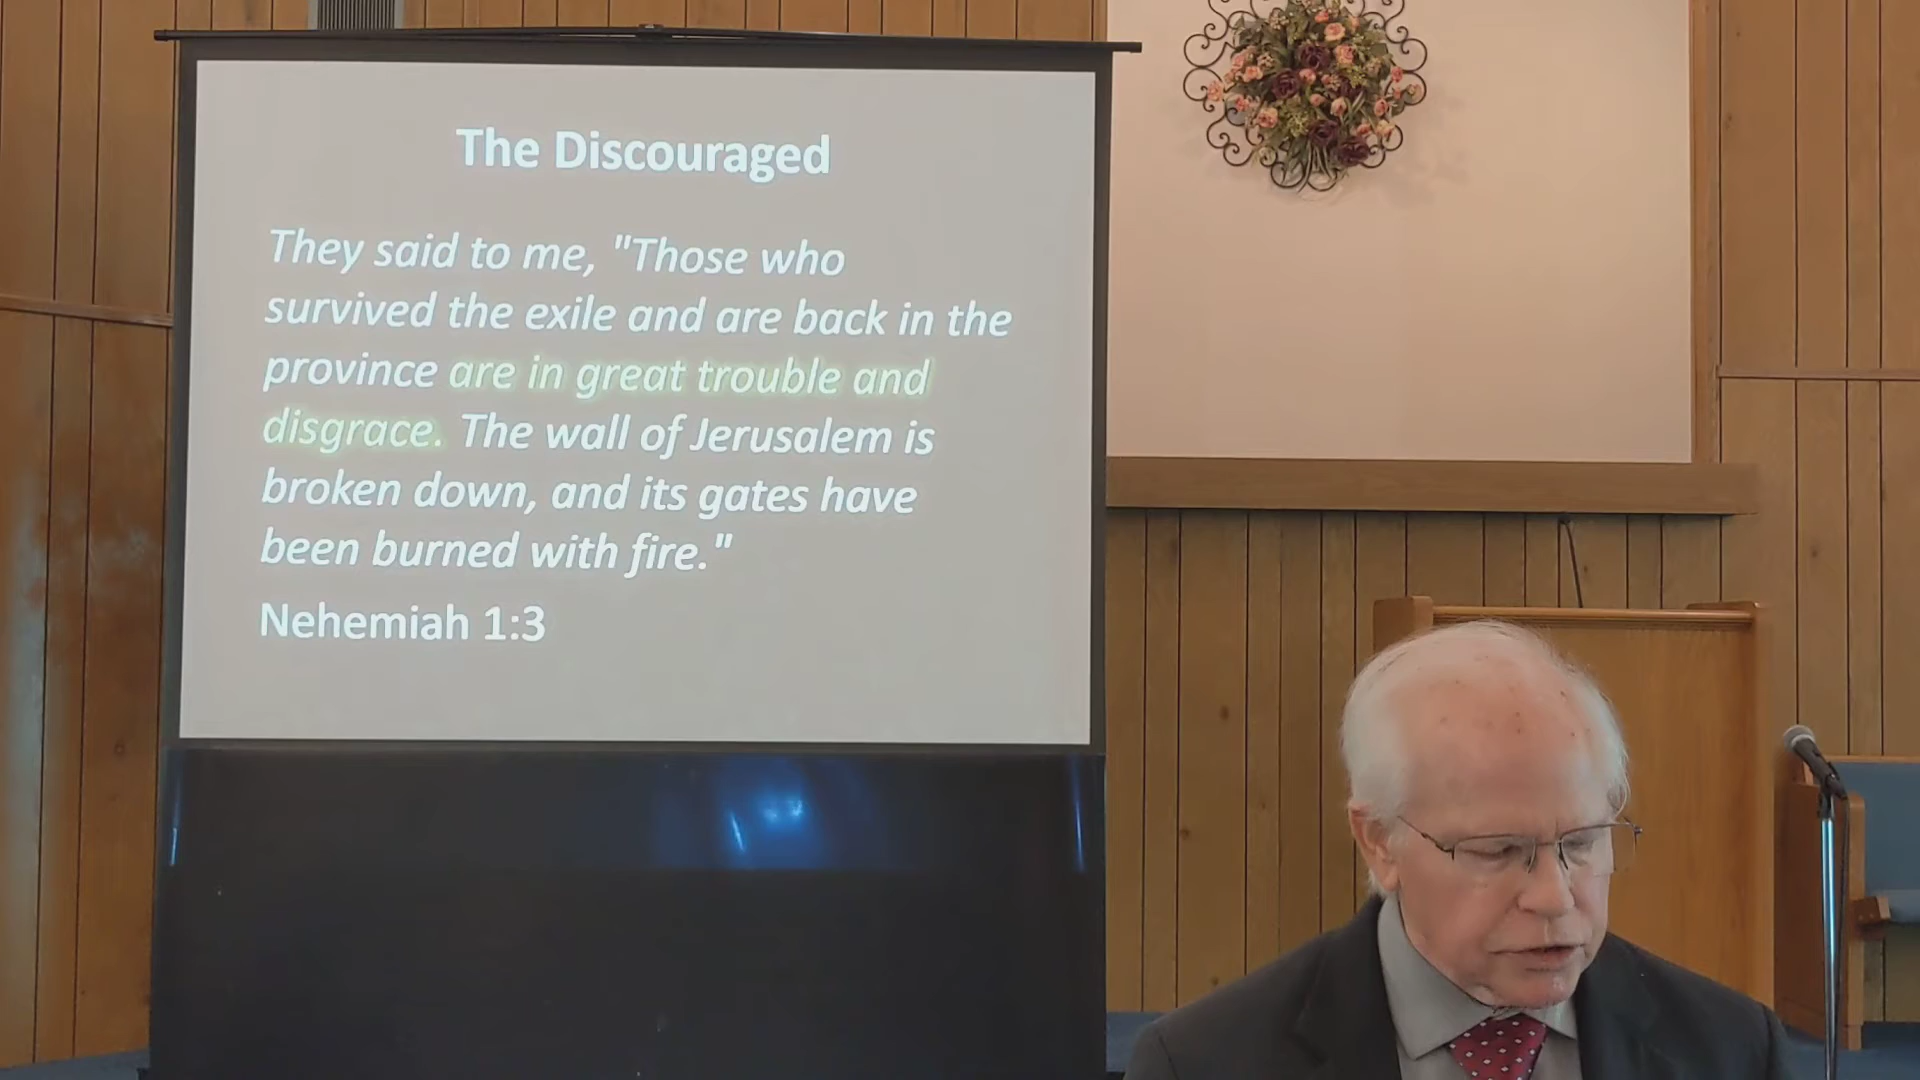 The Discouraged
They said to me, "Those who
survived the exile and are back in the
province are in great trouble and
disgrace. The wall of Jerusalem is
broken down, and its gates have
been burned with fire."
Nehemiah 1:3